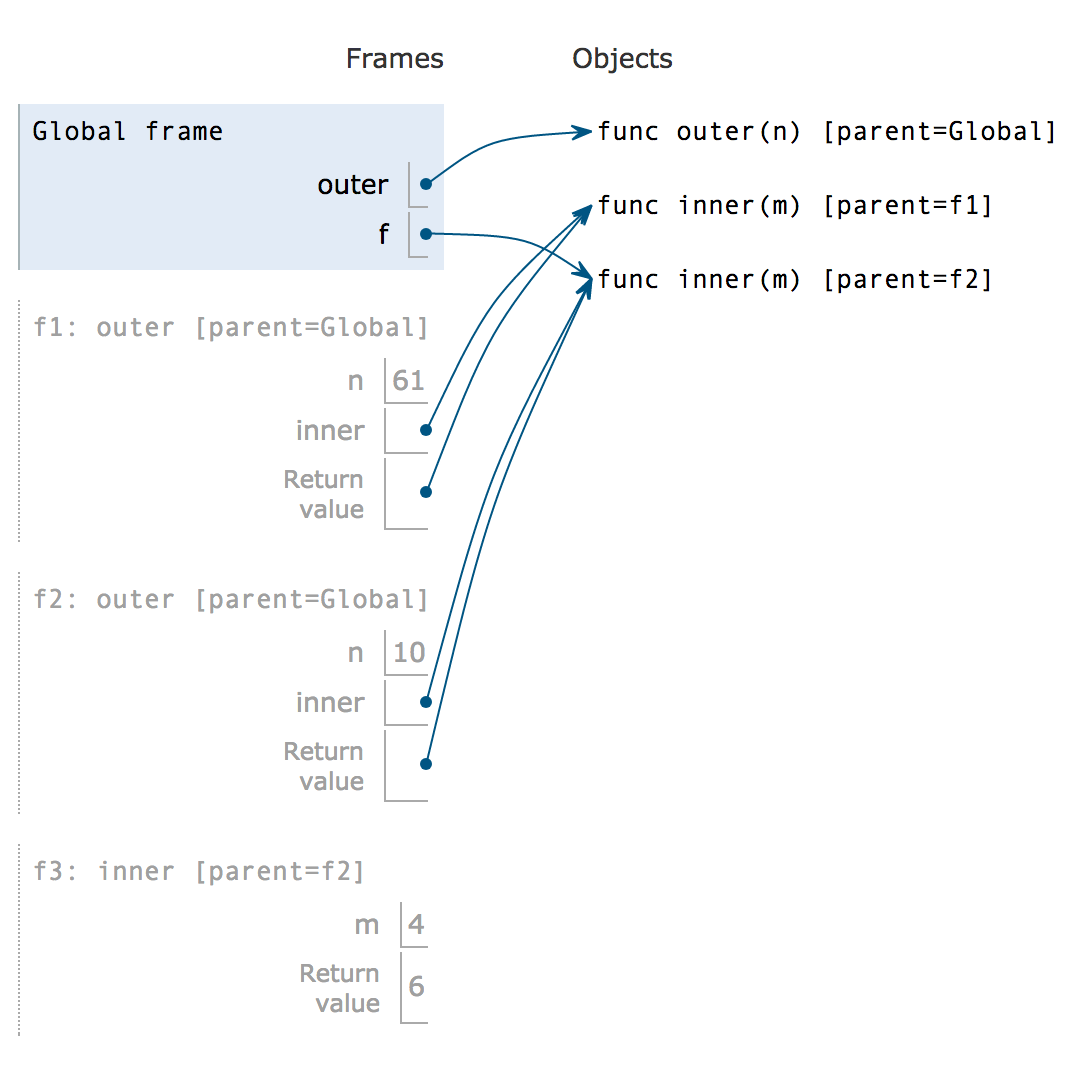 Frames Objects
Global frame
func outer(n) [parent=Global]
outer
func inner(m) [parent=f1]
f
func inner(m) [parent=f2]
f1: outer [parent=Global]
n 61
inner
Return
value
f2: outer [parent=Global]
n 10
inner
Return
value
f3: inner [parent=f2]
m 4
Return
value 6